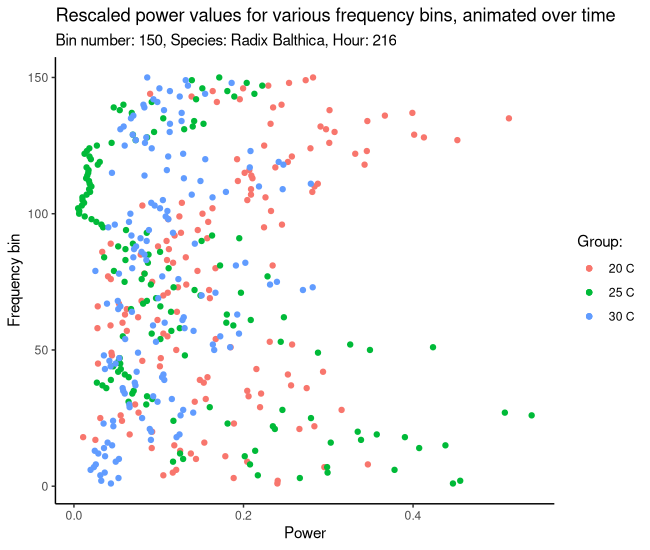 Rescaled power values for various frequency bins, animated over time
Bin number: 150, Species: Radix Balthica, Hour: 216
150
100
50
0
Frequency bin
0.0 0.2 0.4
Power
Group:
20 C
25 C
30 C